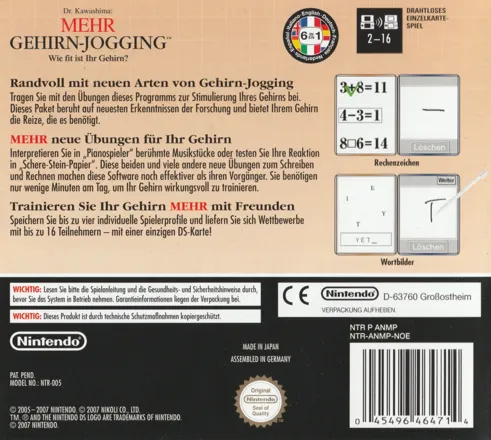 Dr. Kawashima:
MEHR
GEHIRN-JOGGING™
Wie fit ist Ihr Gehirn?
English, Deutsch, Français, Español, Italiano, Nederlands
6 in 1
DRAHTLOSES
EINZELKARTE-
SPIEL
2–16
Randvoll mit neuen Arten von Gehirn-Jogging
Tragen Sie mit den Übungen dieses Programms zur Stimulierung Ihres Gehirns bei.
Dieses Paket beruht auf neuesten Erkenntnissen der Forschung und bietet Ihrem Gehirn
die Reize, die es benötigt.
MEHR neue Übungen für Ihr Gehirn
Interpretieren Sie in „Pianospieler“ berühmte Musikstücke oder testen Sie Ihre Reaktion
in „Schere-Stein-Papier“. Diese beiden und viele andere neue Übungen zum Schreiben
und Rechnen machen diese Software noch effektiver als ihren Vorgänger. Sie benötigen
nur wenige Minuten am Tag, um Ihr Gehirn wirkungsvoll zu trainieren.
Trainieren Sie Ihr Gehirn MEHR mit Freunden
Speichern Sie bis zu vier individuelle Spielerprofile und liefern Sie sich Wettbewerbe
mit bis zu 16 Teilnehmern – mit einer einzigen DS-Karte!
3+8=11
4−3=1
8□6=14
−
Löschen
Rechenzeichen
I E
Y
T
YET_
Weiter
T
Löschen
Wortbilder
WICHTIG: Lesen Sie bitte die Spielanleitung und die Gesundheits- und Sicherheitshinweise durch,
bevor Sie das System in Betrieb nehmen. Garantieinformationen liegen der Verpackung bei.
WICHTIG: Dieses Produkt ist durch technische Schutzmaßnahmen kopiergeschützt.
CE Nintendo® D-63760 Großostheim
VERPACKUNG AUFHEBEN.
Nintendo®
MADE IN JAPAN
ASSEMBLED IN GERMANY
PAT. PEND.
MODEL NO.: NTR-005
Original
Nintendo
Seal of
Quality
NTR P ANMP
NTR-ANMP-NOE
0 45496 46471 4
© 2005 – 2007 NINTENDO. © 2007 NIKOLI CO., LTD.
TM, ® AND THE NINTENDO DS LOGO ARE TRADEMARKS OF NINTENDO.
© 2007 NINTENDO.